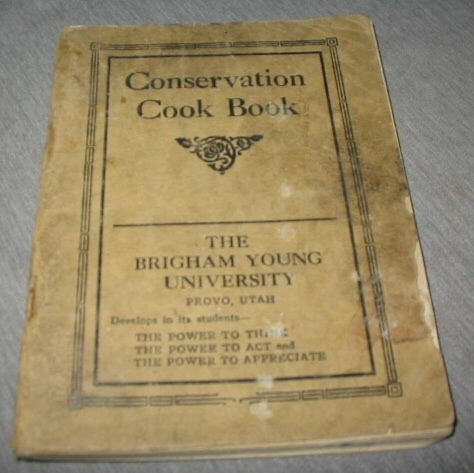 Conservation
Cook Book
THE
BRIGHAM YOUNG
UNIVERSITY
PROVO, UTAH
Develops in its students—
THE POWER TO THINK
THE POWER TO ACT and
THE POWER TO APPRECIATE